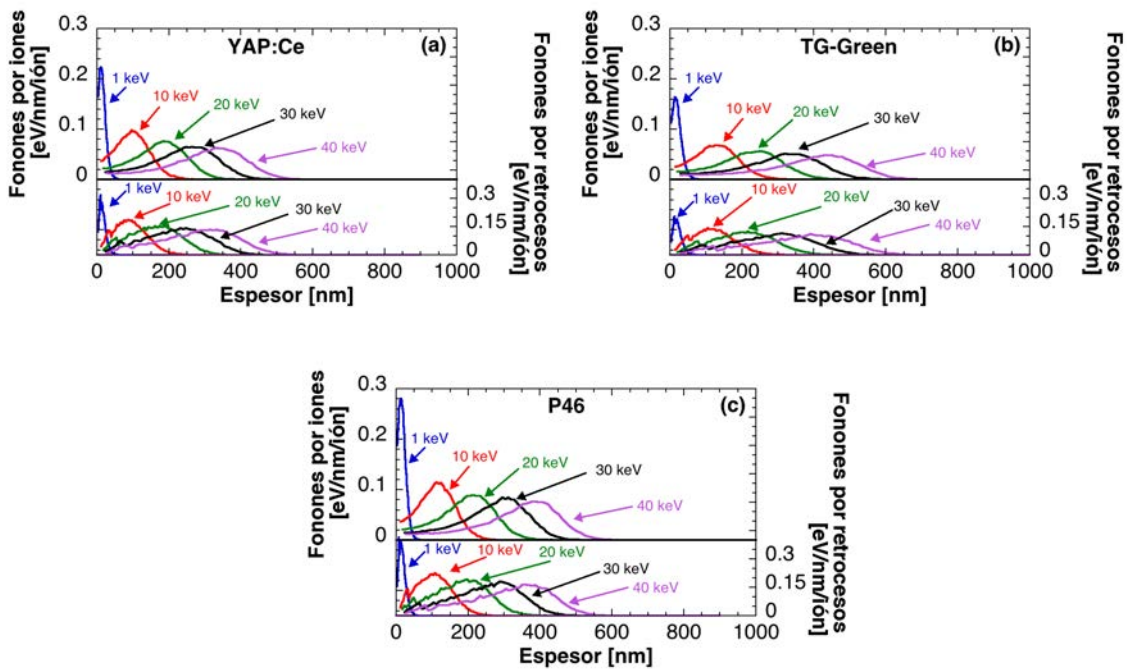 YAP:Ce
(a)
Fonones por iones
[eV/nm/ión]
0.3
0.2
0.1
0
1 keV
10 keV
20 keV
30 keV
40 keV
Fonones por retrocesos
[eV/nm/ión]
0.3
0.15
0
1 keV
10 keV
20 keV
30 keV
40 keV
0 200 400 600 800 1000
Espesor [nm]
TG-Green
(b)
Fonones por iones
[eV/nm/ión]
0.3
0.2
0.1
0
1 keV
10 keV
20 keV
30 keV
40 keV
Fonones por retrocesos
[eV/nm/ión]
0.3
0.15
0
1 keV
10 keV
20 keV
30 keV
40 keV
0 200 400 600 800 1000
Espesor [nm]
P46
(c)
Fonones por iones
[eV/nm/ión]
0.3
0.2
0.1
0
1 keV
10 keV
20 keV
30 keV
40 keV
Fonones por retrocesos
[eV/nm/ión]
0.3
0.15
0
1 keV
10 keV
20 keV
30 keV
40 keV
0 200 400 600 800 1000
Espesor [nm]